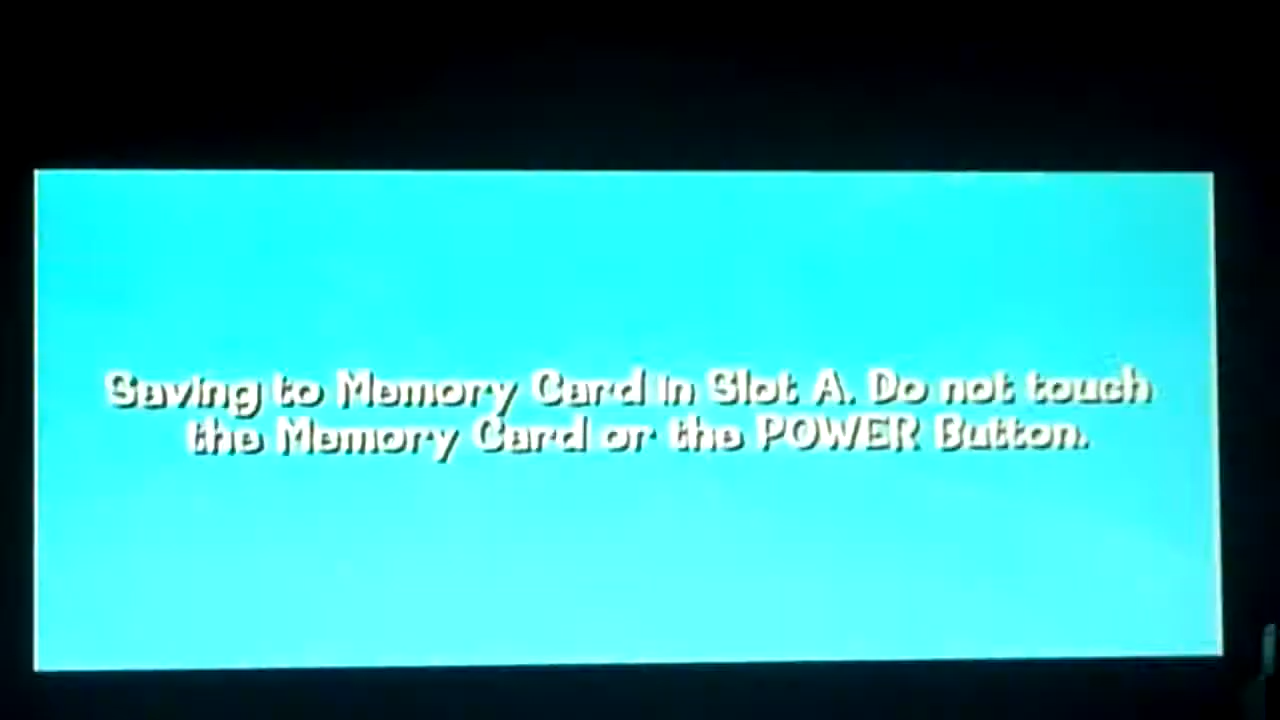 Saving to Memory Card in Slot A. Do not touch
the Memory Card or the POWER Button.